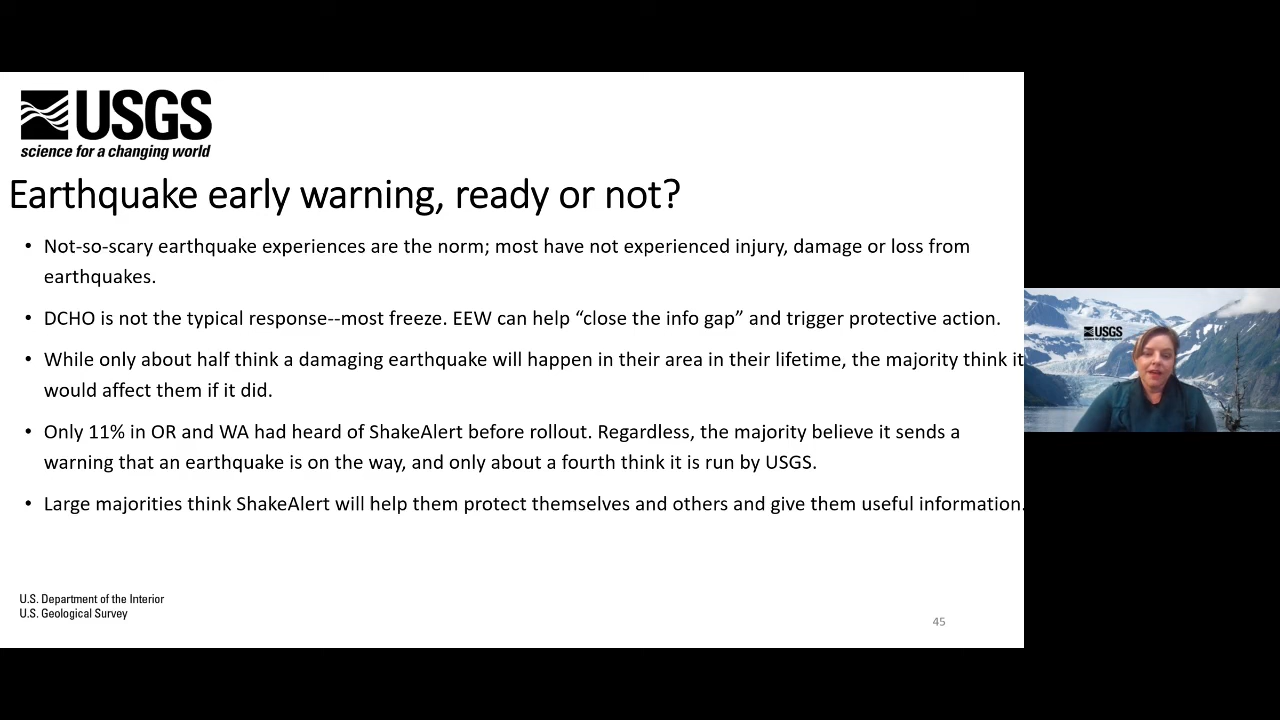 USGS
science for a changing world
Earthquake early warning, ready or not?
• Not-so-scary earthquake experiences are the norm; most have not experienced injury, damage or loss from
earthquakes.
• DCHO is not the typical response--most freeze. EEW can help “close the info gap” and trigger protective action.
• While only about half think a damaging earthquake will happen in their area in their lifetime, the majority think it
would affect them if it did.
• Only 11% in OR and WA had heard of ShakeAlert before rollout. Regardless, the majority believe it sends a
warning that an earthquake is on the way, and only about a fourth think it is run by USGS.
• Large majorities think ShakeAlert will help them protect themselves and others and give them useful information.
U.S. Department of the Interior
U.S. Geological Survey
45
USGS